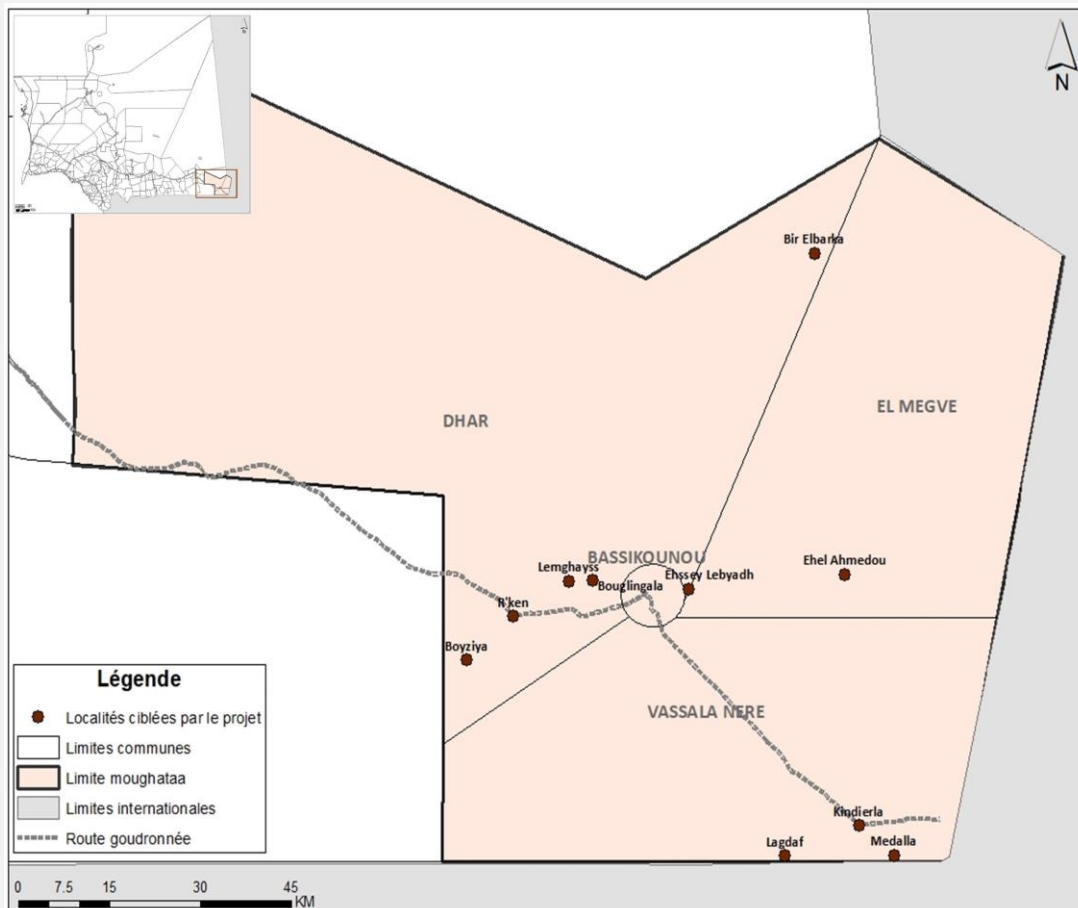 N
Bir Elbarka
EL MEGVE
DHAR
BASSIKOUNOU
Ehel Ahmedou
Lemghayss
Bouglingala
Ehssey Lebyadh
R'ken
Boyziya
VASSALA NERE
Kindierla
Lagdaf
Medalla
Légende
Localités ciblées par le projet
Limites communes
Limite moughataa
Limites internationales
Route goudronnée
0 7.5 15 30 45
KM